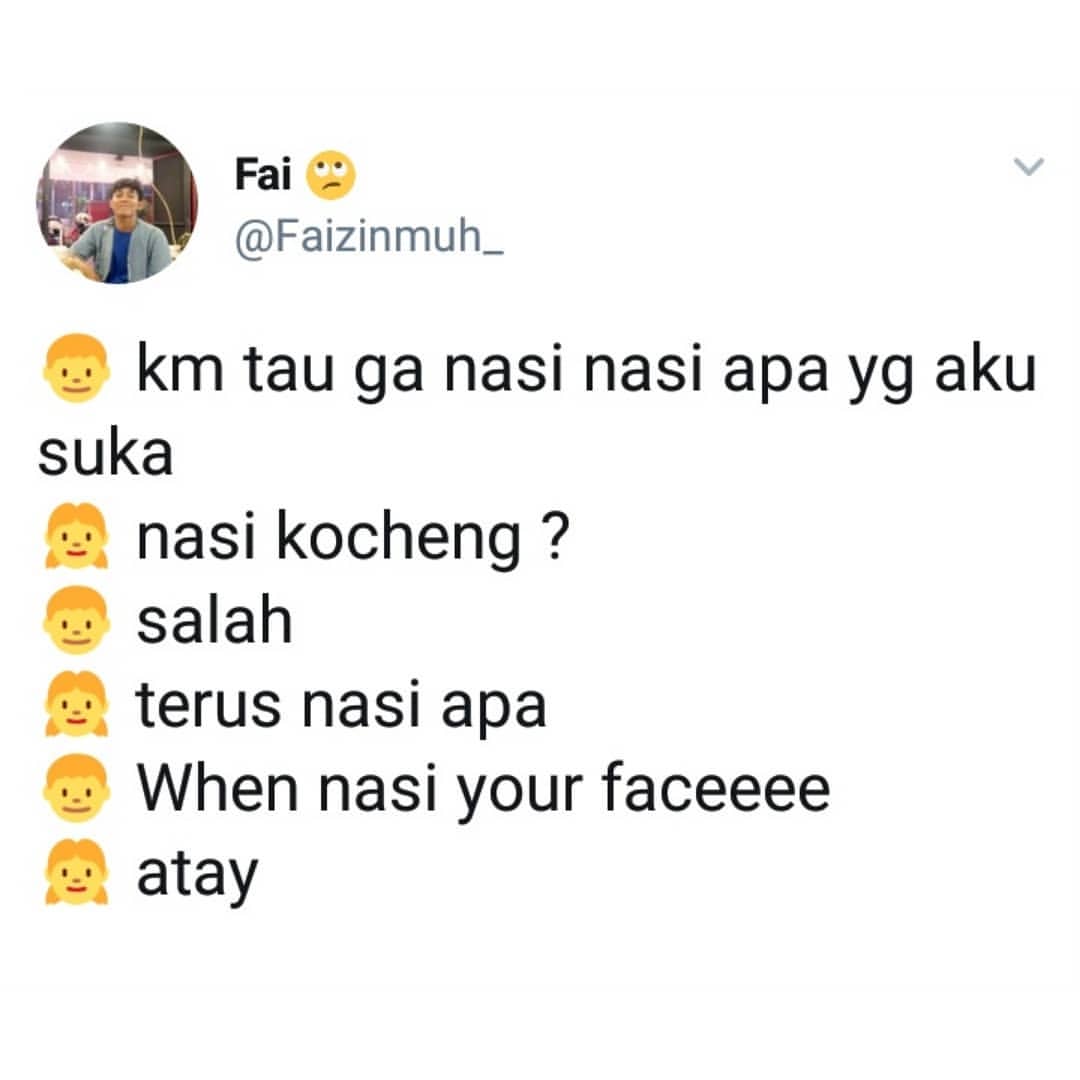 Fai 🙄
@Faizinmuh_
👦 km tau ga nasi nasi apa yg aku
suka
👧 nasi kocheng ?
👦 salah
👧 terus nasi apa
👦 When nasi your faceeee
👧 atay